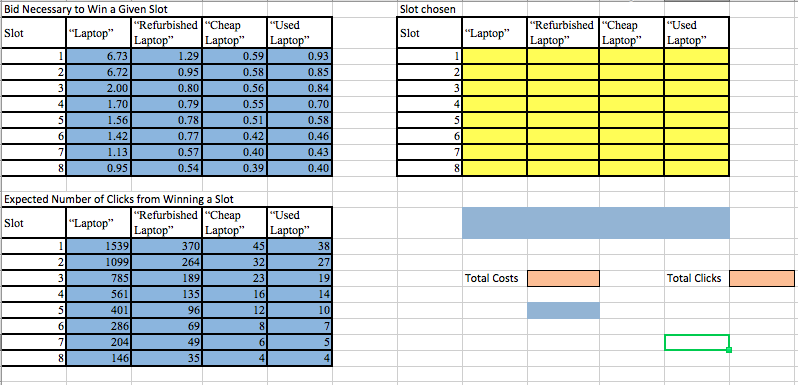 Bid Necessary to Win a Given Slot
Slot “Laptop” “Refurbished Laptop” “Cheap Laptop” “Used Laptop”
1 6.73 1.29 0.59 0.93
2 6.72 0.95 0.58 0.85
3 2.00 0.80 0.56 0.84
4 1.70 0.79 0.55 0.70
5 1.56 0.78 0.51 0.58
6 1.42 0.77 0.42 0.46
7 1.13 0.57 0.40 0.43
8 0.95 0.54 0.39 0.40
Slot chosen
Slot “Laptop” “Refurbished Laptop” “Cheap Laptop” “Used Laptop”
1
2
3
4
5
6
7
8
Expected Number of Clicks from Winning a Slot
Slot “Laptop” “Refurbished Laptop” “Cheap Laptop” “Used Laptop”
1 1539 370 45 38
2 1099 264 32 27
3 785 189 23 19
4 561 135 16 14
5 401 96 12 10
6 286 69 8 7
7 204 49 6 5
8 146 35 4 4
Total Costs
Total Clicks